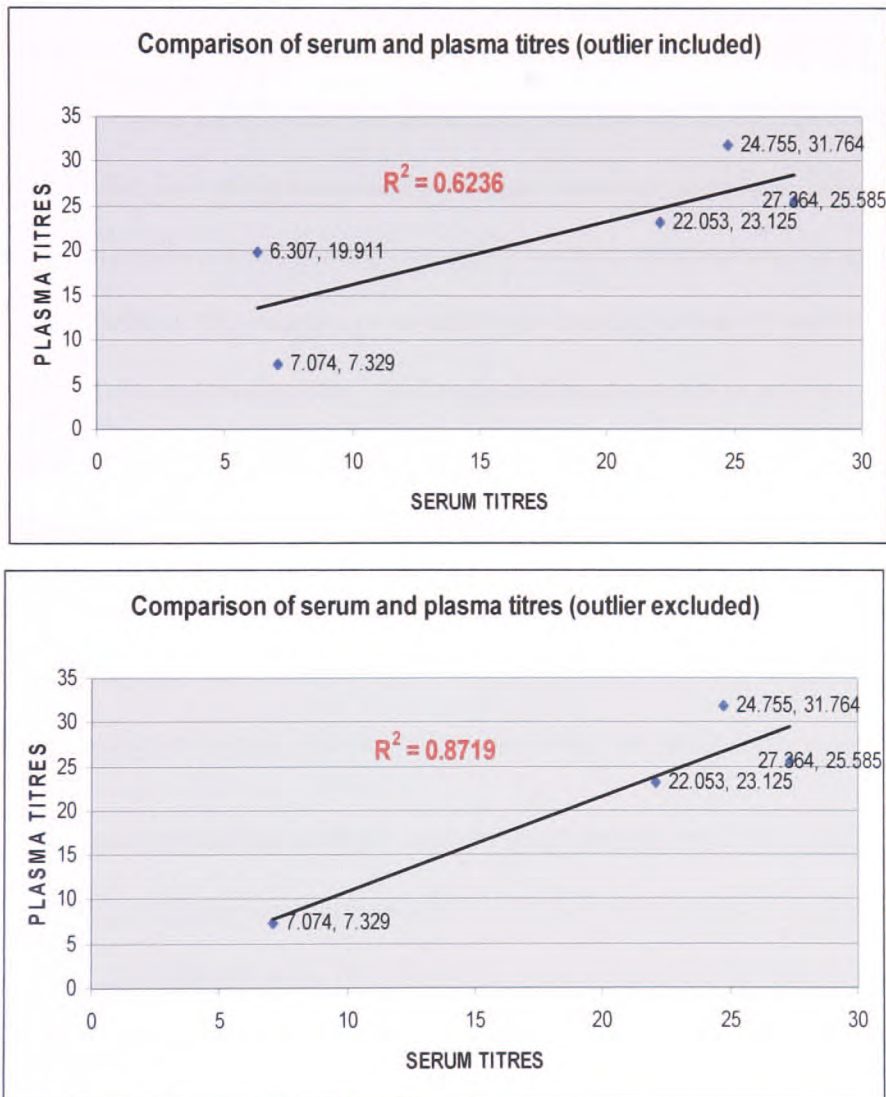 Comparison of serum and plasma titres (outlier included)
PLASMA TITRES
35
30
25
20
15
10
5
0
R² = 0.6236
24.755, 31.764
27.364, 25.585
22.053, 23.125
6.307, 19.911
7.074, 7.329
0 5 10 15 20 25 30
SERUM TITRES
Comparison of serum and plasma titres (outlier excluded)
PLASMA TITRES
35
30
25
20
15
10
5
0
R² = 0.8719
24.755, 31.764
27.364, 25.585
22.053, 23.125
7.074, 7.329
0 5 10 15 20 25 30
SERUM TITRES